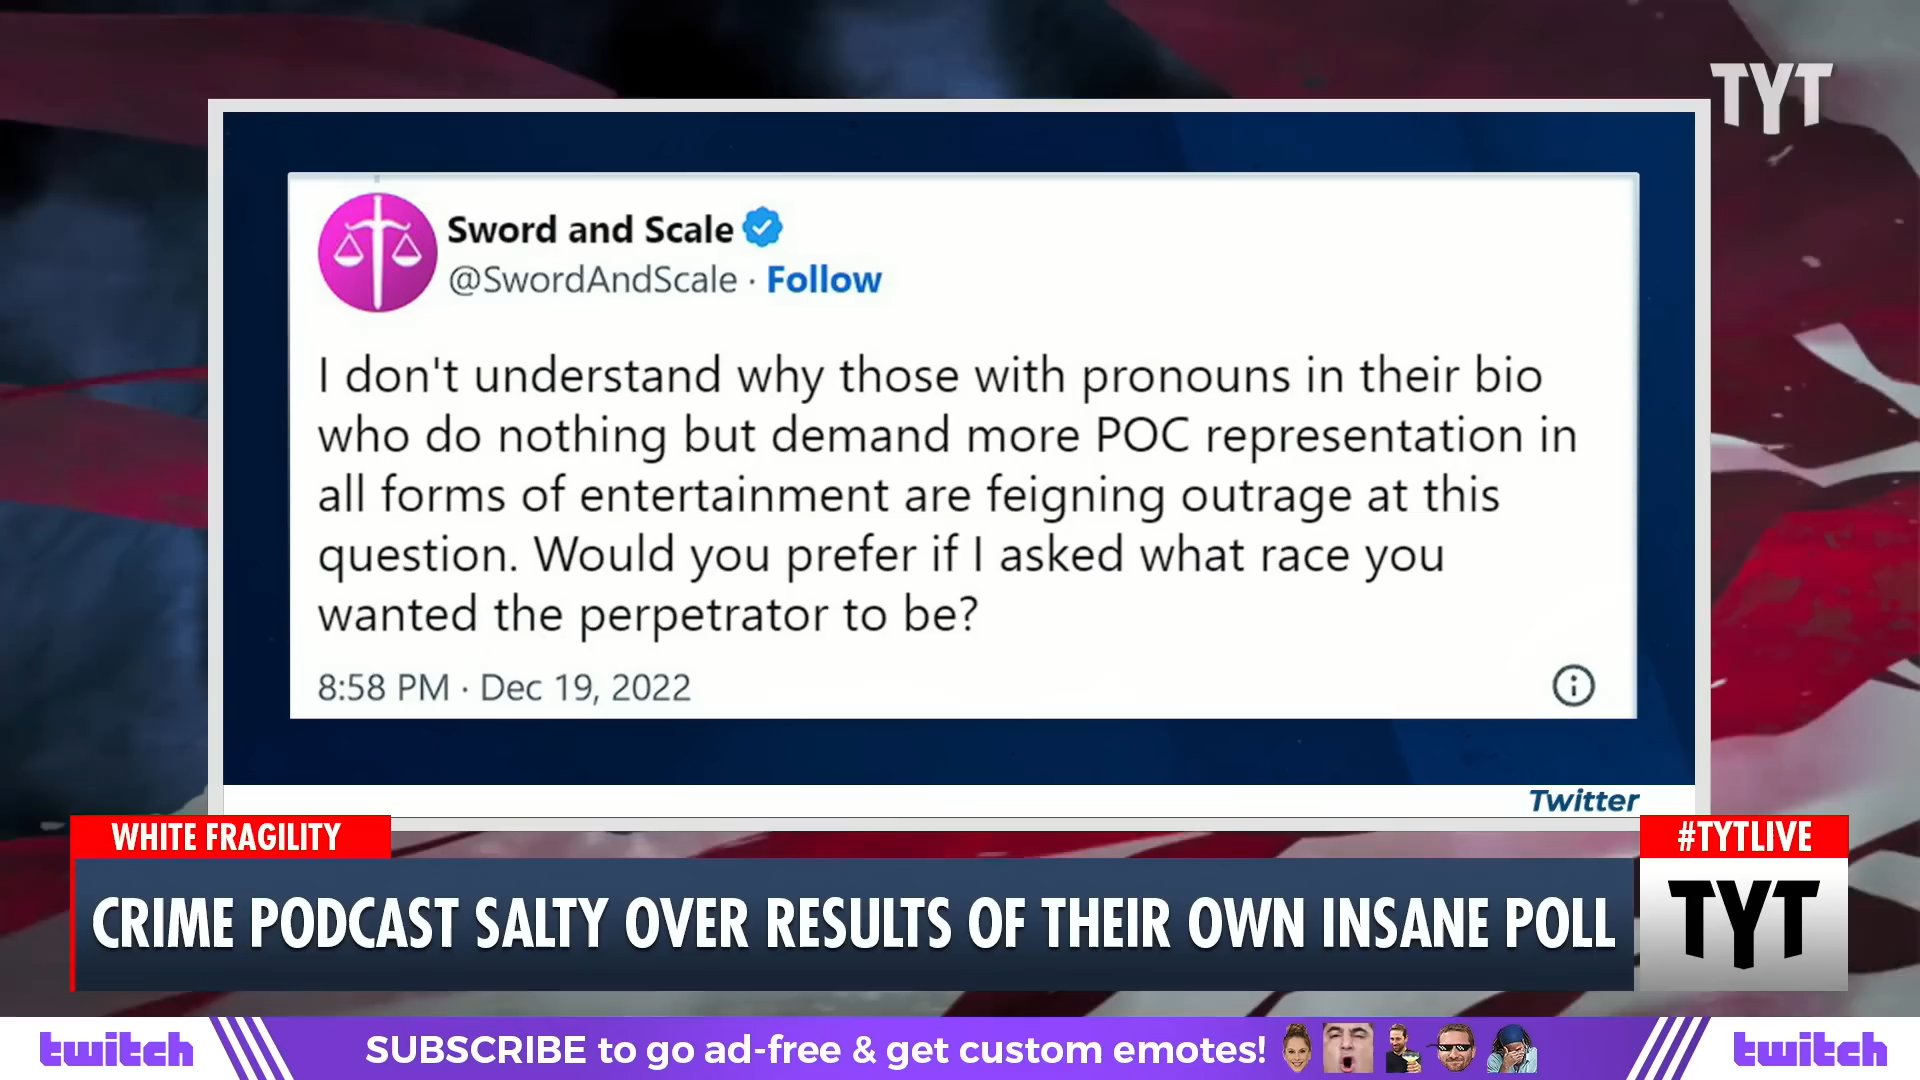 TYT
Sword and Scale
@SwordAndScale · Follow
I don't understand why those with pronouns in their bio
who do nothing but demand more POC representation in
all forms of entertainment are feigning outrage at this
question. Would you prefer if I asked what race you
wanted the perpetrator to be?
8:58 PM · Dec 19, 2022
Twitter
WHITE FRAGILITY
#TYTLIVE
CRIME PODCAST SALTY OVER RESULTS OF THEIR OWN INSANE POLL
TYT
twitch
SUBSCRIBE to go ad-free & get custom emotes!
twitch